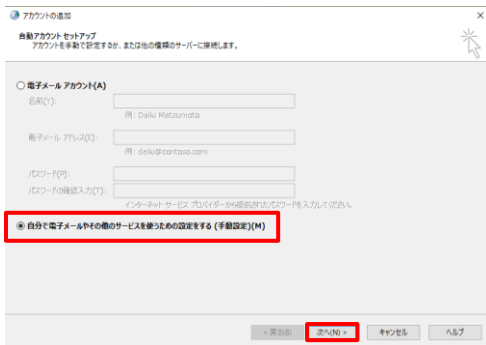 アカウントの追加
自動アカウント セットアップ
アカウントを手動で設定するか、または他の種類のサーバーに接続します。
電子メール アカウント(A)
名前(Y):
例: Daiki Matsumoto
電子メール アドレス(E):
例: daiki@contoso.com
パスワード(P):
パスワードの確認入力(T):
インターネット サービス プロバイダーから提供されたパスワードを入力してください。
自分で電子メールやその他のサービスを使うための設定をする (手動設定)(M)
< 戻る(B) 次へ(N) > キャンセル ヘルプ